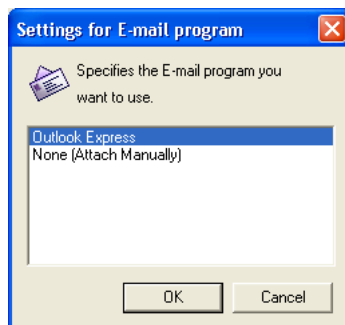 Settings for E-mail program
Specifies the E-mail program you
want to use.
Outlook Express
None (Attach Manually)
OK
Cancel